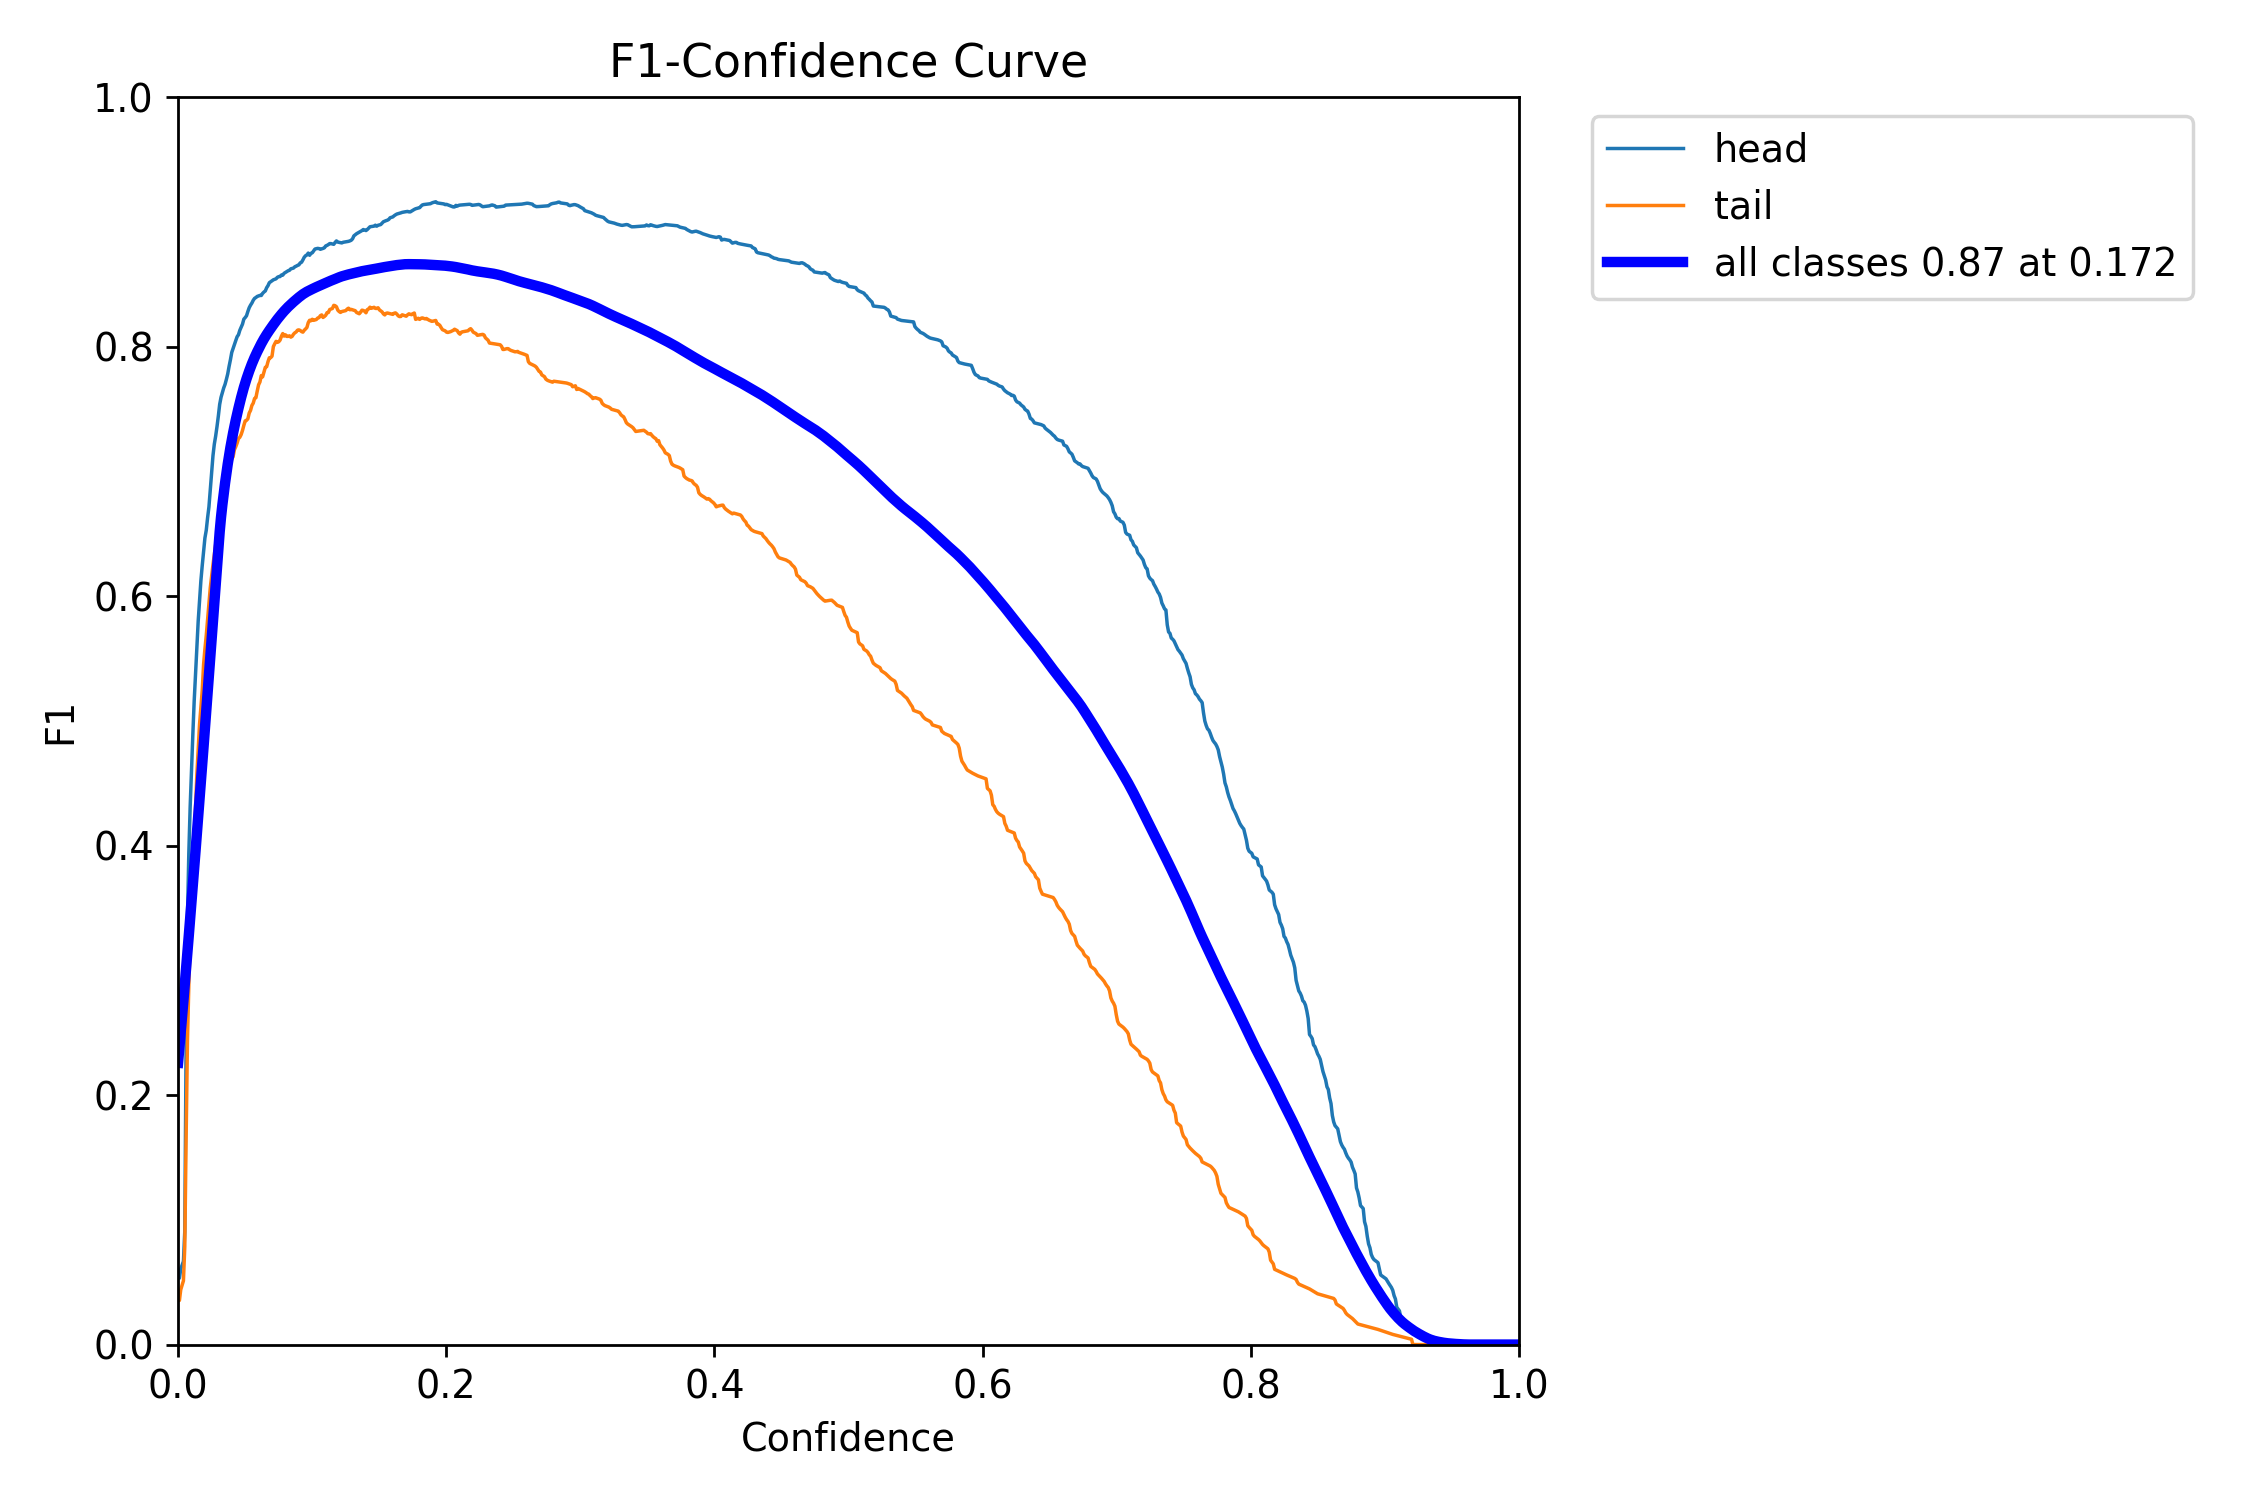 F1-Confidence Curve
head
tail
all classes 0.87 at 0.172
F1
1.0
0.8
0.6
0.4
0.2
0.0
0.0 0.2 0.4 0.6 0.8 1.0
Confidence